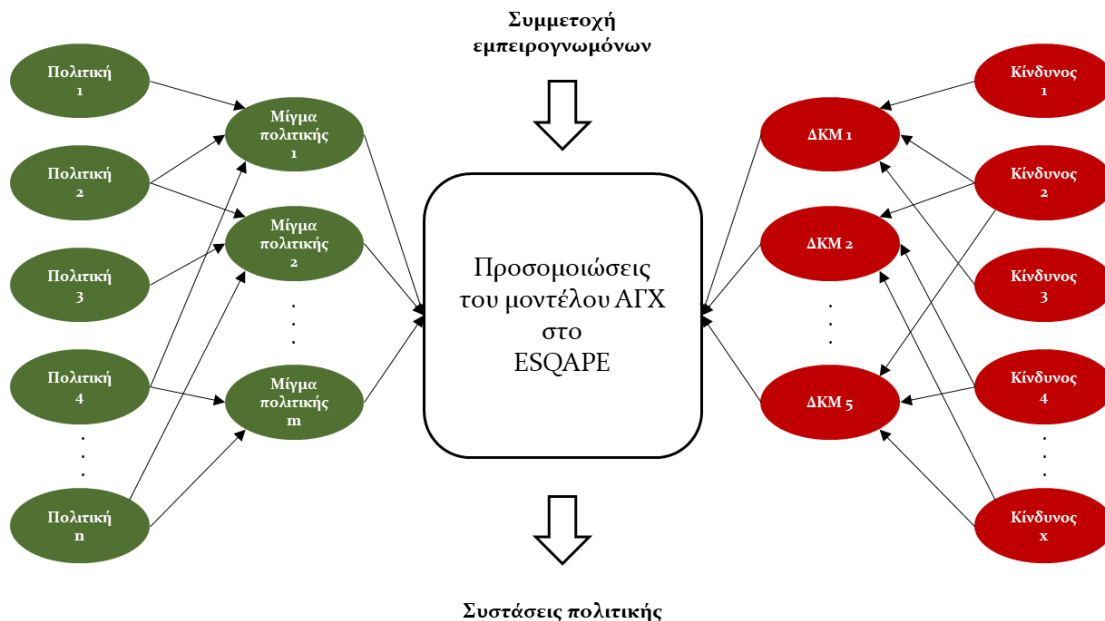 Συμμετοχή
εμπειρογνωμόνων
Πολιτική
1
Πολιτική
2
Πολιτική
3
Πολιτική
4
.
.
.
Πολιτική
n
Μίγμα
πολιτικής
1
Μίγμα
πολιτικής
2
.
.
.
Μίγμα
πολιτικής
m
Προσομοιώσεις
του μοντέλου ΑΓΧ
στο
ESQAPE
ΔΚΜ 1
ΔΚΜ 2
.
.
.
ΔΚΜ 5
Κίνδυνος
1
Κίνδυνος
2
Κίνδυνος
3
Κίνδυνος
4
.
.
.
Κίνδυνος
x
Συστάσεις πολιτικής